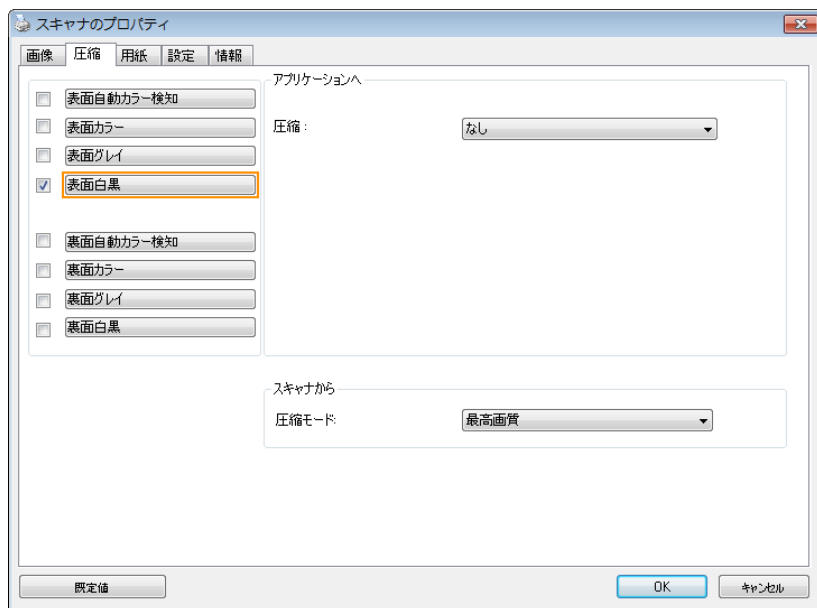 スキャナのプロパティ
画像 圧縮 用紙 設定 情報
表面自動カラー検知
表面カラー
表面グレイ
表面白黒
裏面自動カラー検知
裏面カラー
裏面グレイ
裏面白黒
アプリケーションへ
圧縮： なし
スキャナから
圧縮モード: 最高画質
既定値 OK キャンセル